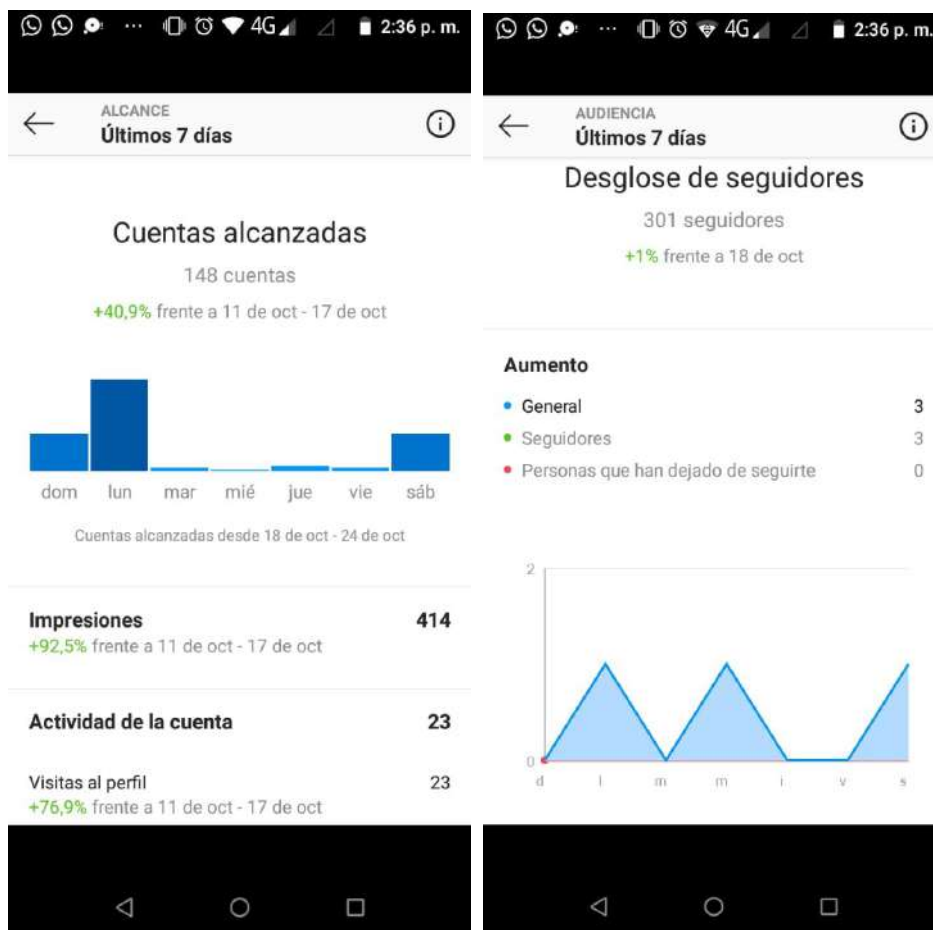 4G 2:36 p. m.
ALCANCE
Últimos 7 días
Cuentas alcanzadas
148 cuentas
+40,9% frente a 11 de oct - 17 de oct
dom lun mar mié jue vie sáb
Cuentas alcanzadas desde 18 de oct - 24 de oct
Impresiones 414
+92,5% frente a 11 de oct - 17 de oct
Actividad de la cuenta 23
Visitas al perfil 23
+76,9% frente a 11 de oct - 17 de oct
4G 2:36 p. m.
AUDIENCIA
Últimos 7 días
Desglose de seguidores
301 seguidores
+1% frente a 18 de oct
Aumento
General 3
Seguidores 3
Personas que han dejado de seguirte 0
2
0
d l m m j v s